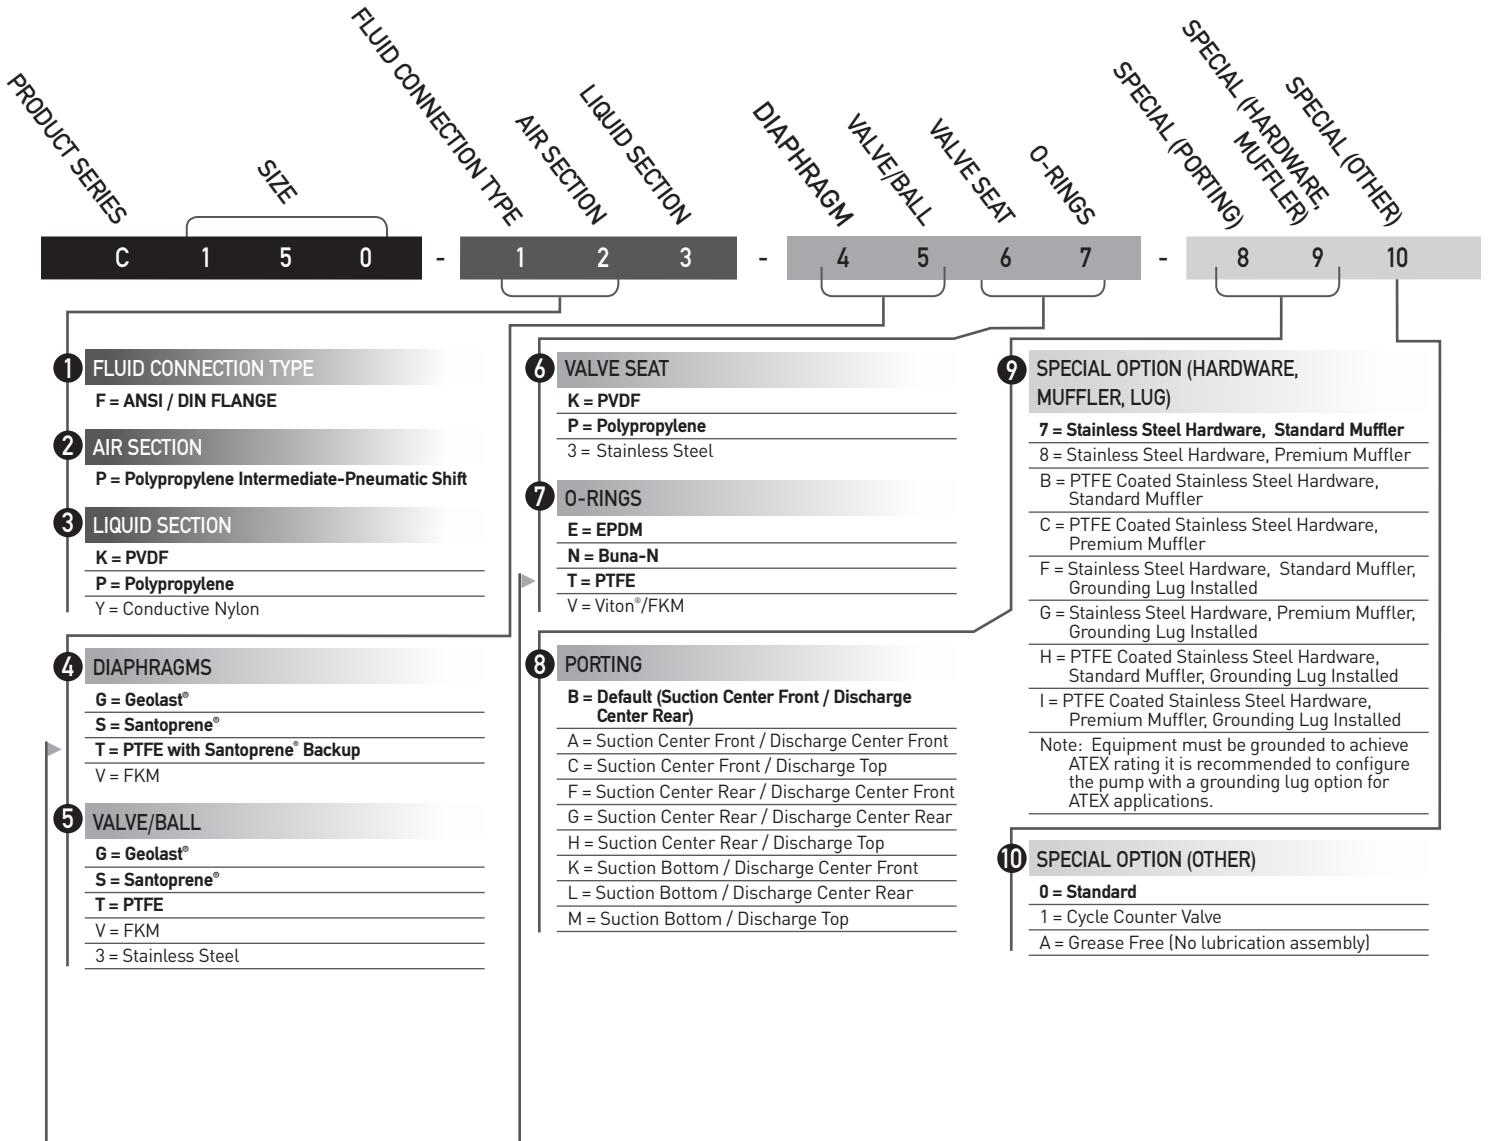 PRODUCT SERIES
SIZE
FLUID CONNECTION TYPE
AIR SECTION
LIQUID SECTION
DIAPHRAGM
VALVE/BALL
VALVE SEAT
O-RINGS
SPECIAL (PORTING)
SPECIAL (HARDWARE,
MUFFLER)
SPECIAL (OTHER)
C 1 5 0 - 1 2 3 - 4 5 6 7 - 8 9 10
1 FLUID CONNECTION TYPE
F = ANSI / DIN FLANGE
2 AIR SECTION
P = Polypropylene Intermediate-Pneumatic Shift
3 LIQUID SECTION
K = PVDF
P = Polypropylene
Y = Conductive Nylon
4 DIAPHRAGMS
G = Geolast®
S = Santoprene®
T = PTFE with Santoprene® Backup
V = FKM
5 VALVE/BALL
G = Geolast®
S = Santoprene®
T = PTFE
V = FKM
3 = Stainless Steel
6 VALVE SEAT
K = PVDF
P = Polypropylene
3 = Stainless Steel
7 O-RINGS
E = EPDM
N = Buna-N
T = PTFE
V = Viton®/FKM
8 PORTING
B = Default (Suction Center Front / Discharge
Center Rear)
A = Suction Center Front / Discharge Center Front
C = Suction Center Front / Discharge Top
F = Suction Center Rear / Discharge Center Front
G = Suction Center Rear / Discharge Center Rear
H = Suction Center Rear / Discharge Top
K = Suction Bottom / Discharge Center Front
L = Suction Bottom / Discharge Center Rear
M = Suction Bottom / Discharge Top
9 SPECIAL OPTION (HARDWARE,
MUFFLER, LUG)
7 = Stainless Steel Hardware, Standard Muffler
8 = Stainless Steel Hardware, Premium Muffler
B = PTFE Coated Stainless Steel Hardware,
Standard Muffler
C = PTFE Coated Stainless Steel Hardware,
Premium Muffler
F = Stainless Steel Hardware, Standard Muffler,
Grounding Lug Installed
G = Stainless Steel Hardware, Premium Muffler,
Grounding Lug Installed
H = PTFE Coated Stainless Steel Hardware,
Standard Muffler, Grounding Lug Installed
I = PTFE Coated Stainless Steel Hardware,
Premium Muffler, Grounding Lug Installed
Note: Equipment must be grounded to achieve
ATEX rating it is recommended to configure
the pump with a grounding lug option for
ATEX applications.
10 SPECIAL OPTION (OTHER)
0 = Standard
1 = Cycle Counter Valve
A = Grease Free (No lubrication assembly)